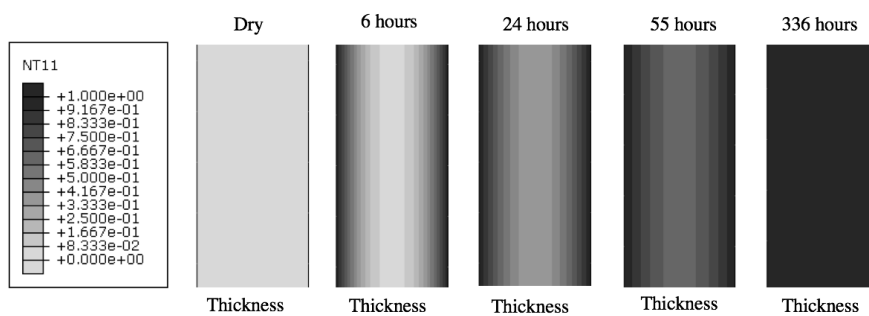 Dry
6 hours
24 hours
55 hours
336 hours
NT11
+1.000e+00
+9.167e-01
+8.333e-01
+7.500e-01
+6.667e-01
+5.833e-01
+5.000e-01
+4.167e-01
+3.333e-01
+2.500e-01
+1.667e-01
+8.333e-02
+0.000e+00
Thickness
Thickness
Thickness
Thickness
Thickness